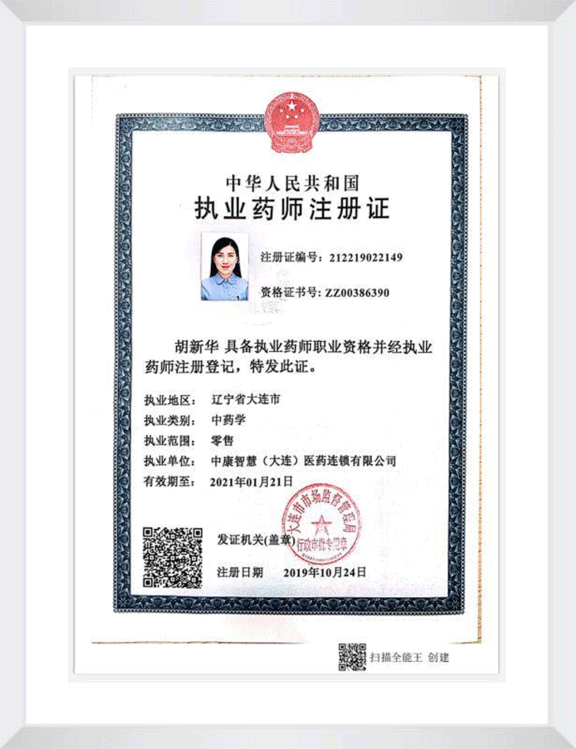 中华人民共和国
执业药师注册证
注册证编号：212219022149
资格证书号：ZZ00386390
胡新华 具备执业药师职业资格并经执业
药师注册登记，特发此证。
执业地区：辽宁省大连市
执业类别：中药学
执业范围：零售
执业单位：中康智慧（大连）医药连锁有限公司
有效期至：2021年01月21日
大连市市场监督管理局
行政审批专用章
发证机关(盖章)
注册日期 2019年10月24日
扫描全能王 创建